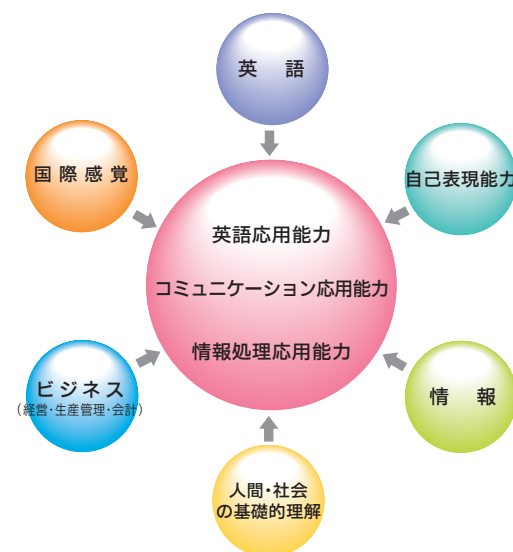 英 語
国際感覚
自己表現能力
英語応用能力
コミュニケーション応用能力
情報処理応用能力
ビジネス
(経営・生産管理・会計)
情 報
人間・社会
の基礎的理解